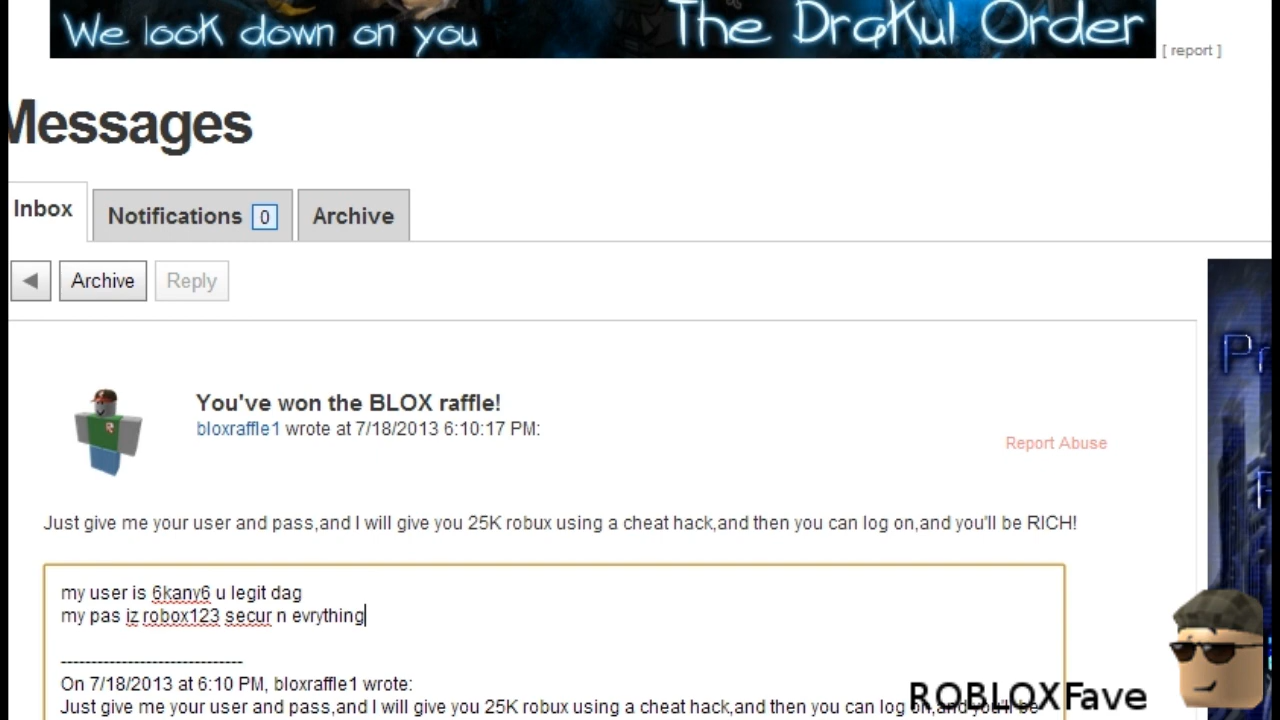 We look down on you
The Drakul Order
[ report ]
Messages
Inbox
Notifications 0
Archive
Archive
Reply
You've won the BLOX raffle!
bloxraffle1 wrote at 7/18/2013 6:10:17 PM:
Report Abuse
Just give me your user and pass,and I will give you 25K robux using a cheat hack,and then you can log on,and you'll be RICH!
my user is 6kany6 u legit dag
my pas iz robox123 secur n evrything
------------------------------
On 7/18/2013 at 6:10 PM, bloxraffle1 wrote:
Just give me your user and pass,and I will give you 25K robux using a cheat hack,and then you can log on,and you'll be
ROBLOXFave